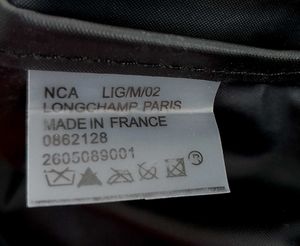 NCA LIG/M/02
LONGCHAMP PARIS
MADE IN FRANCE
0862128
2605089001
®